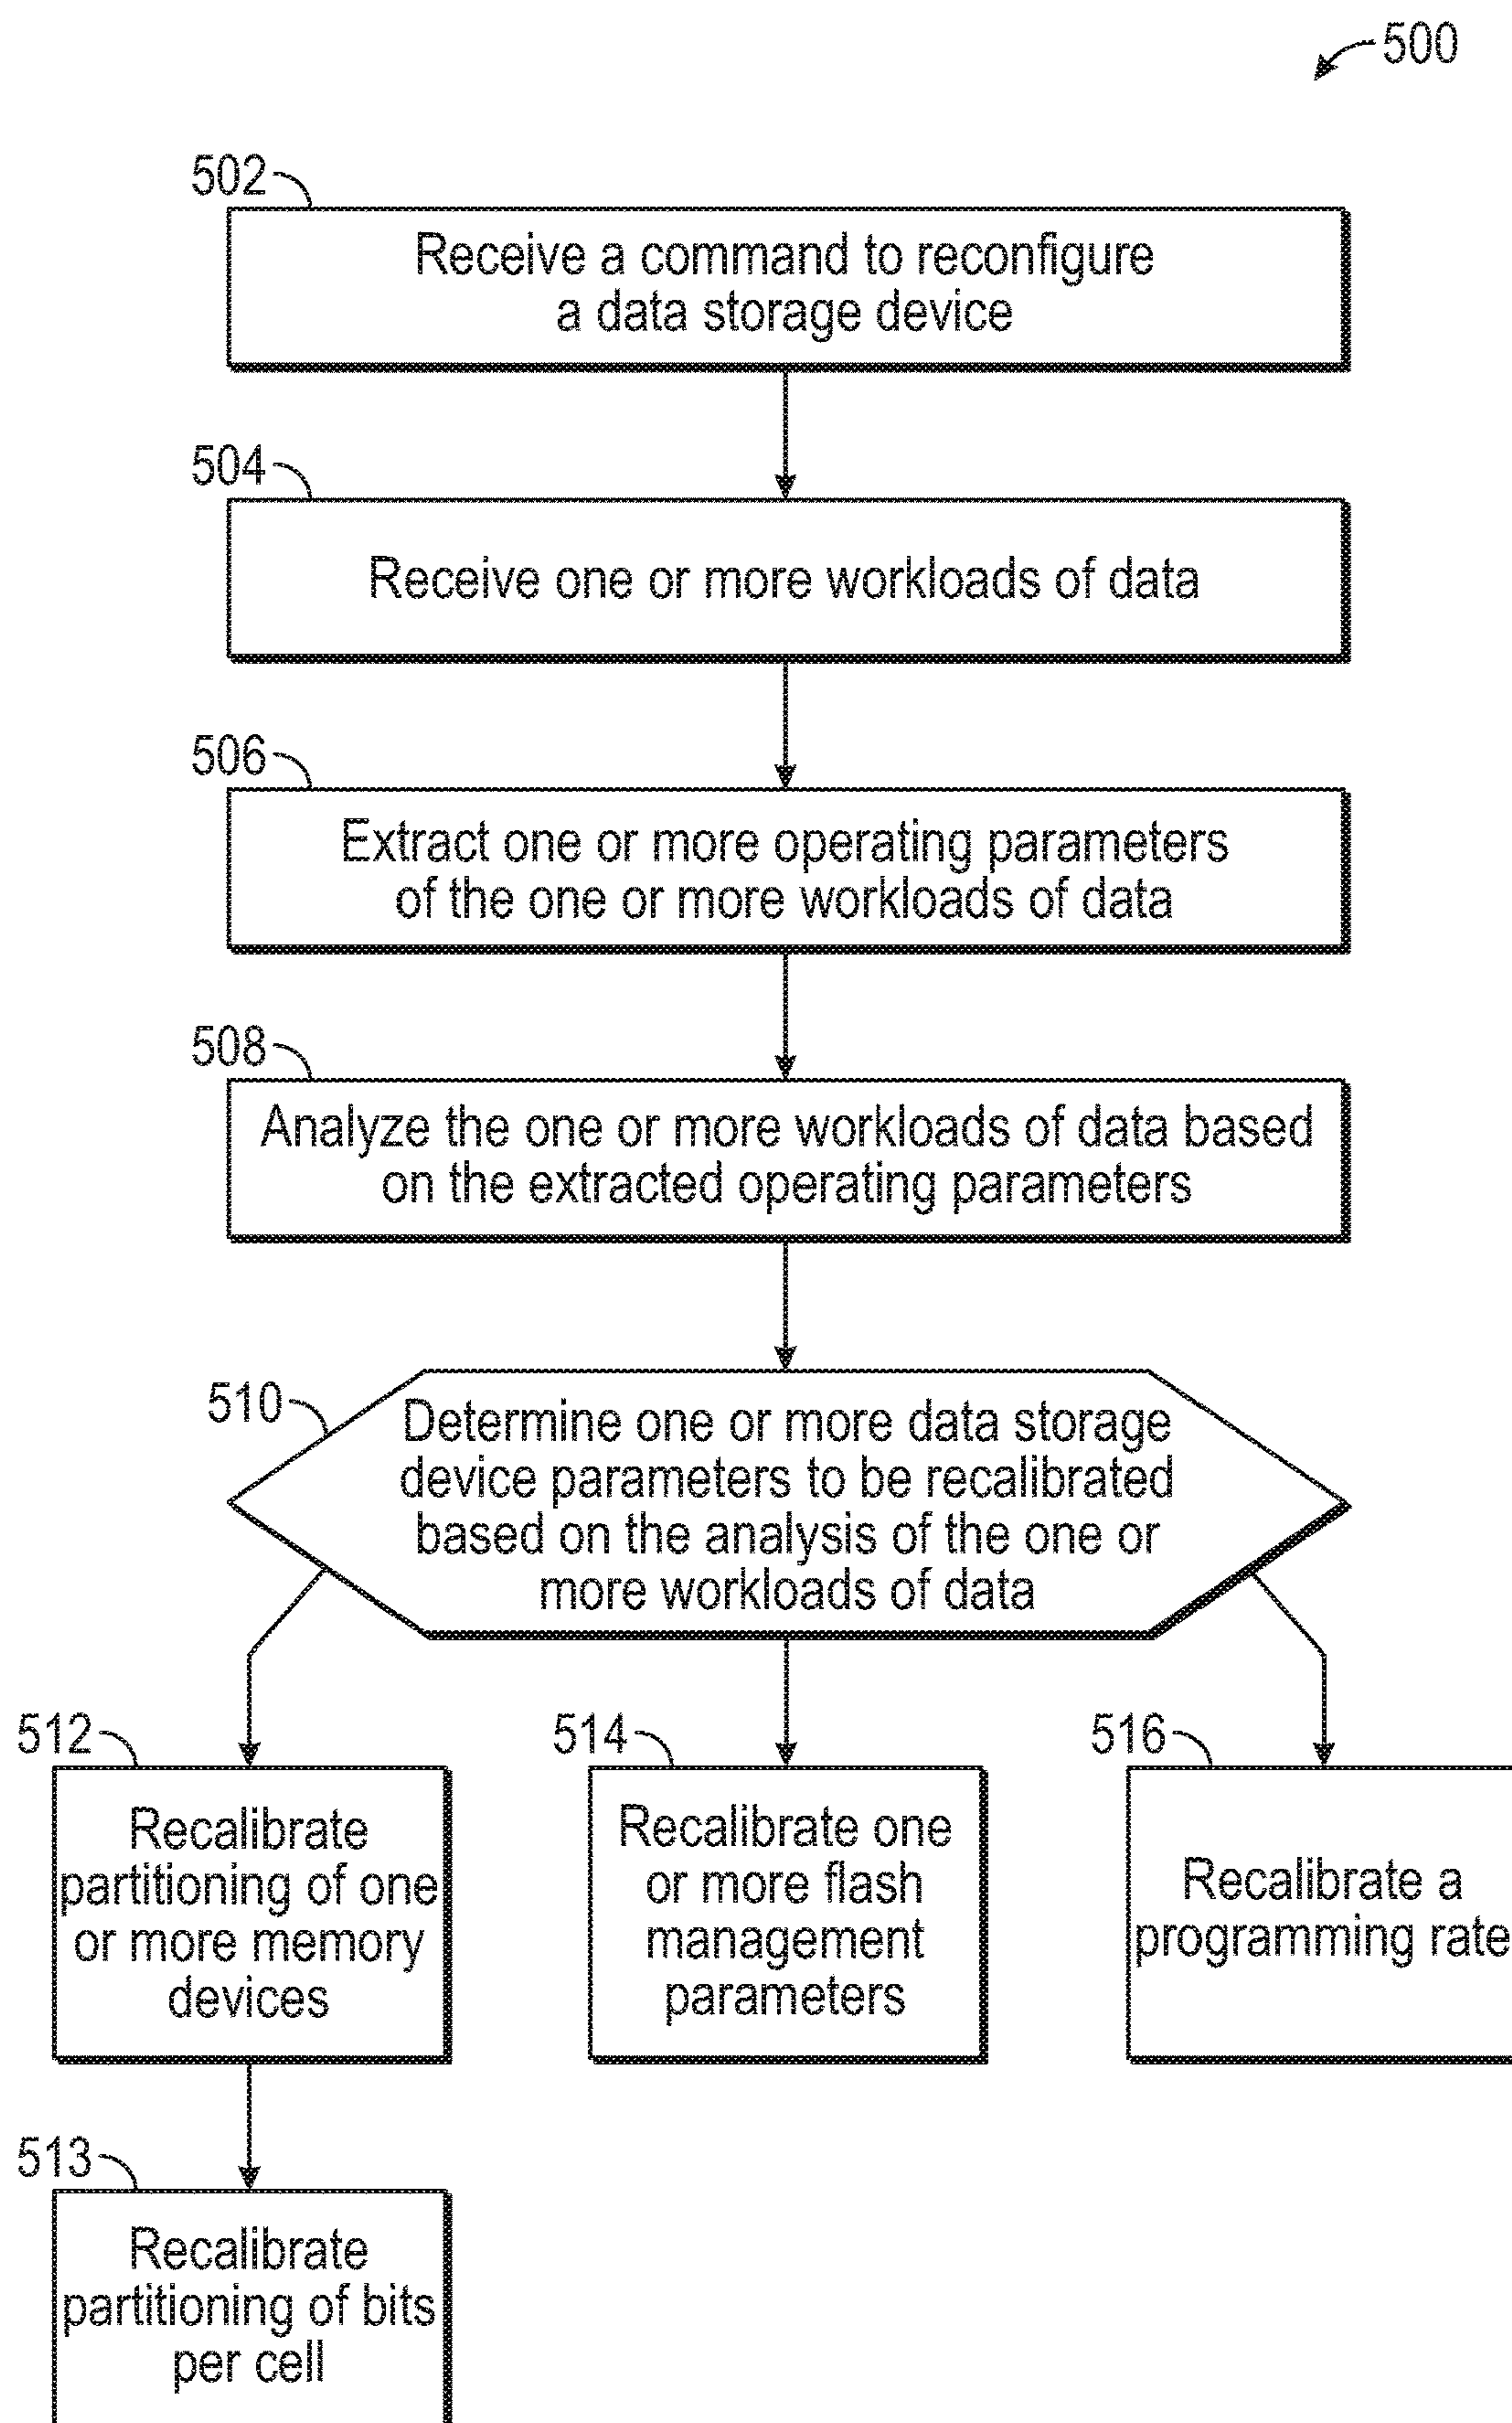 500
502
Receive a command to reconfigure
a data storage device
504
Receive one or more workloads of data
506
Extract one or more operating parameters
of the one or more workloads of data
508
Analyze the one or more workloads of data based
on the extracted operating parameters
510
Determine one or more data storage
device parameters to be recalibrated
based on the analysis of the one or
more workloads of data
512
Recalibrate
partitioning of one
or more memory
devices
514
Recalibrate one
or more flash
management
parameters
516
Recalibrate a
programming rate
513
Recalibrate
partitioning of bits
per cell